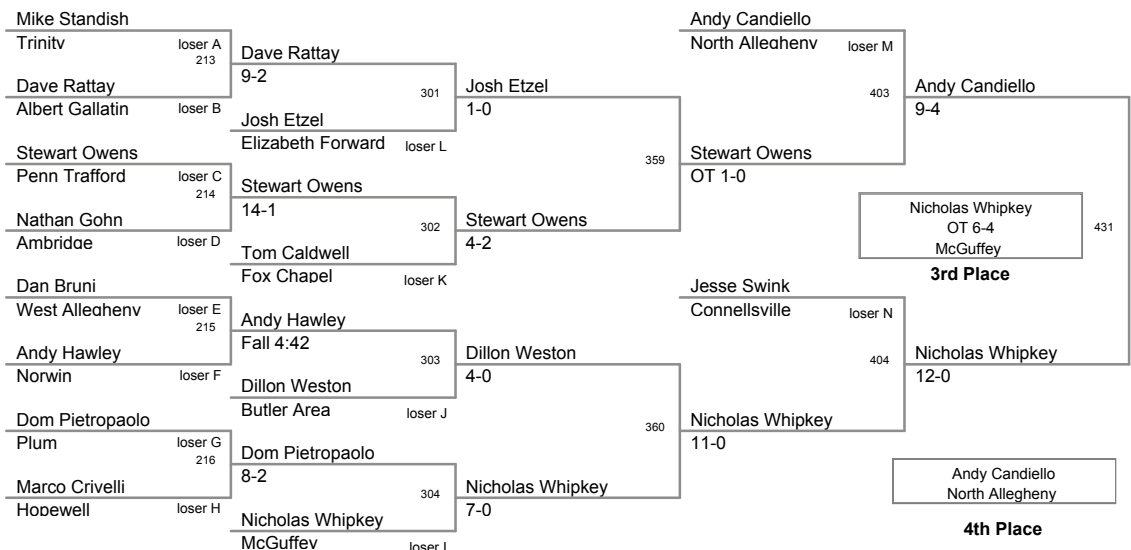 Mike Standish
Trinity
loser A
213
Dave Rattay
9-2
Dave Rattay
Albert Gallatin
loser B
301
Josh Etzel
1-0
Josh Etzel
Elizabeth Forward
loser L
Stewart Owens
Penn Trafford
loser C
214
Stewart Owens
14-1
Nathan Gohn
Ambridge
loser D
302
Stewart Owens
4-2
Tom Caldwell
Fox Chapel
loser K
359
Stewart Owens
OT 1-0
Andy Candiello
North Allegheny
loser M
403
Andy Candiello
9-4
Dan Bruni
West Allegheny
loser E
215
Andy Hawley
Fall 4:42
Andy Hawley
Norwin
loser F
303
Dillon Weston
4-0
Dillon Weston
Butler Area
loser J
Dom Pietropaolo
Plum
loser G
216
Dom Pietropaolo
8-2
Marco Crivelli
Hopewell
loser H
304
Nicholas Whipkey
7-0
Nicholas Whipkey
McGuffey
loser I
360
Nicholas Whipkey
11-0
Jesse Swink
Connellsville
loser N
404
Nicholas Whipkey
12-0
Nicholas Whipkey
OT 6-4
McGuffey
431
3rd Place
Andy Candiello
North Allegheny
4th Place